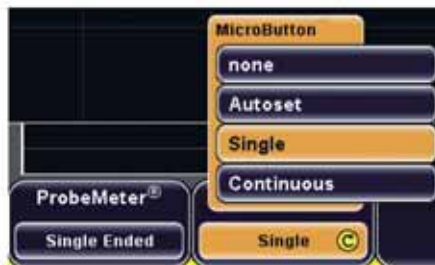 MicroButton
none
Autoset
Single
Continuous
ProbeMeter®
Single Ended
Single